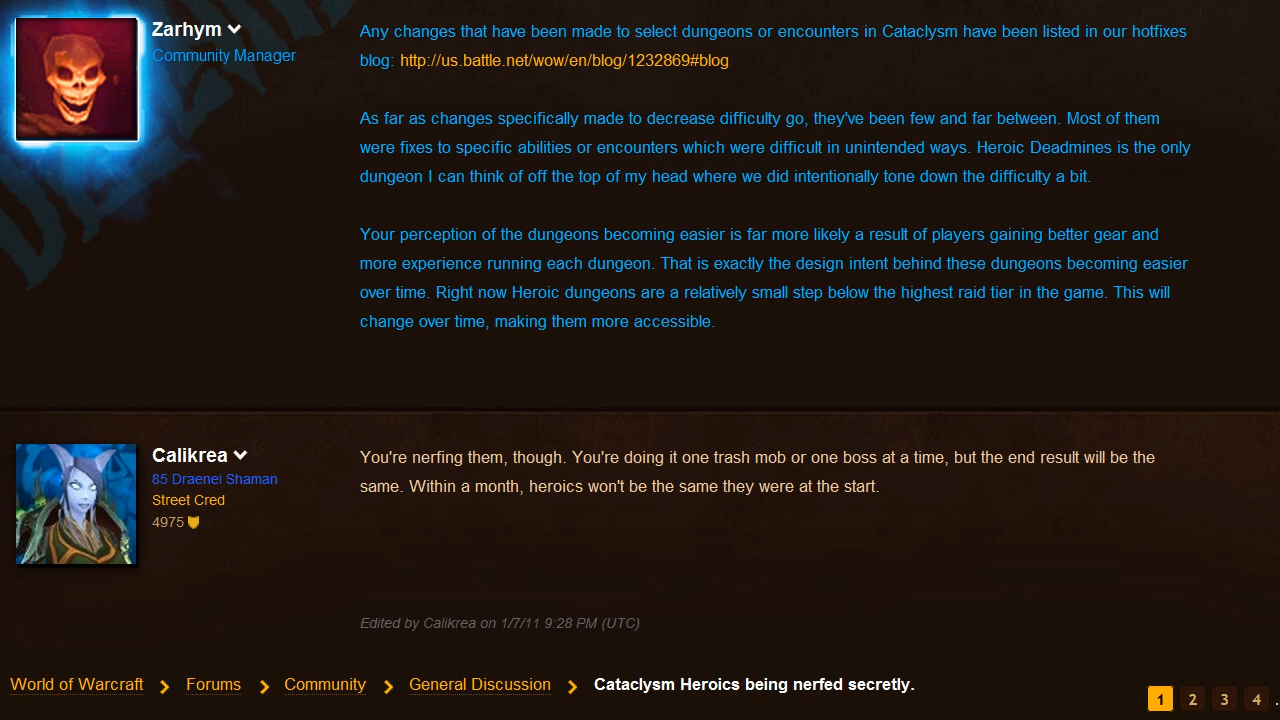 Zarhym
Community Manager
Any changes that have been made to select dungeons or encounters in Cataclysm have been listed in our hotfixes
blog: http://us.battle.net/wow/en/blog/1232869#blog
As far as changes specifically made to decrease difficulty go, they've been few and far between. Most of them
were fixes to specific abilities or encounters which were difficult in unintended ways. Heroic Deadmines is the only
dungeon I can think of off the top of my head where we did intentionally tone down the difficulty a bit.
Your perception of the dungeons becoming easier is far more likely a result of players gaining better gear and
more experience running each dungeon. That is exactly the design intent behind these dungeons becoming easier
over time. Right now Heroic dungeons are a relatively small step below the highest raid tier in the game. This will
change over time, making them more accessible.
Calikrea
85 Draenei Shaman
Street Cred
4975
You're nerfing them, though. You're doing it one trash mob or one boss at a time, but the end result will be the
same. Within a month, heroics won't be the same they were at the start.
Edited by Calikrea on 1/7/11 9:28 PM (UTC)
World of Warcraft > Forums > Community > General Discussion > Cataclysm Heroics being nerfed secretly.
1 2 3 4